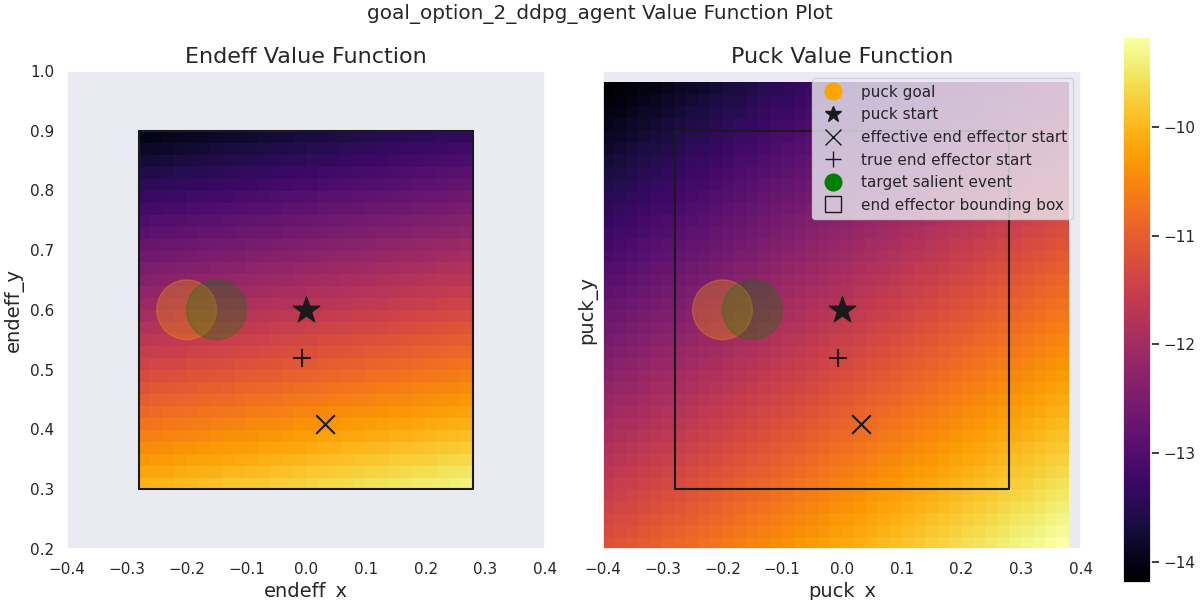 goal_option_2_ddpg_agent Value Function Plot
Endeff Value Function
1.0
0.9
0.8
0.7
0.6
0.5
0.4
0.3
0.2
endeff_y
−0.4 −0.3 −0.2 −0.1 0.0 0.1 0.2 0.3 0.4
endeff_x
Puck Value Function
puck goal
puck start
effective end effector start
true end effector start
target salient event
end effector bounding box
puck_y
−0.4 −0.3 −0.2 −0.1 0.0 0.1 0.2 0.3 0.4
puck_x
−10
−11
−12
−13
−14